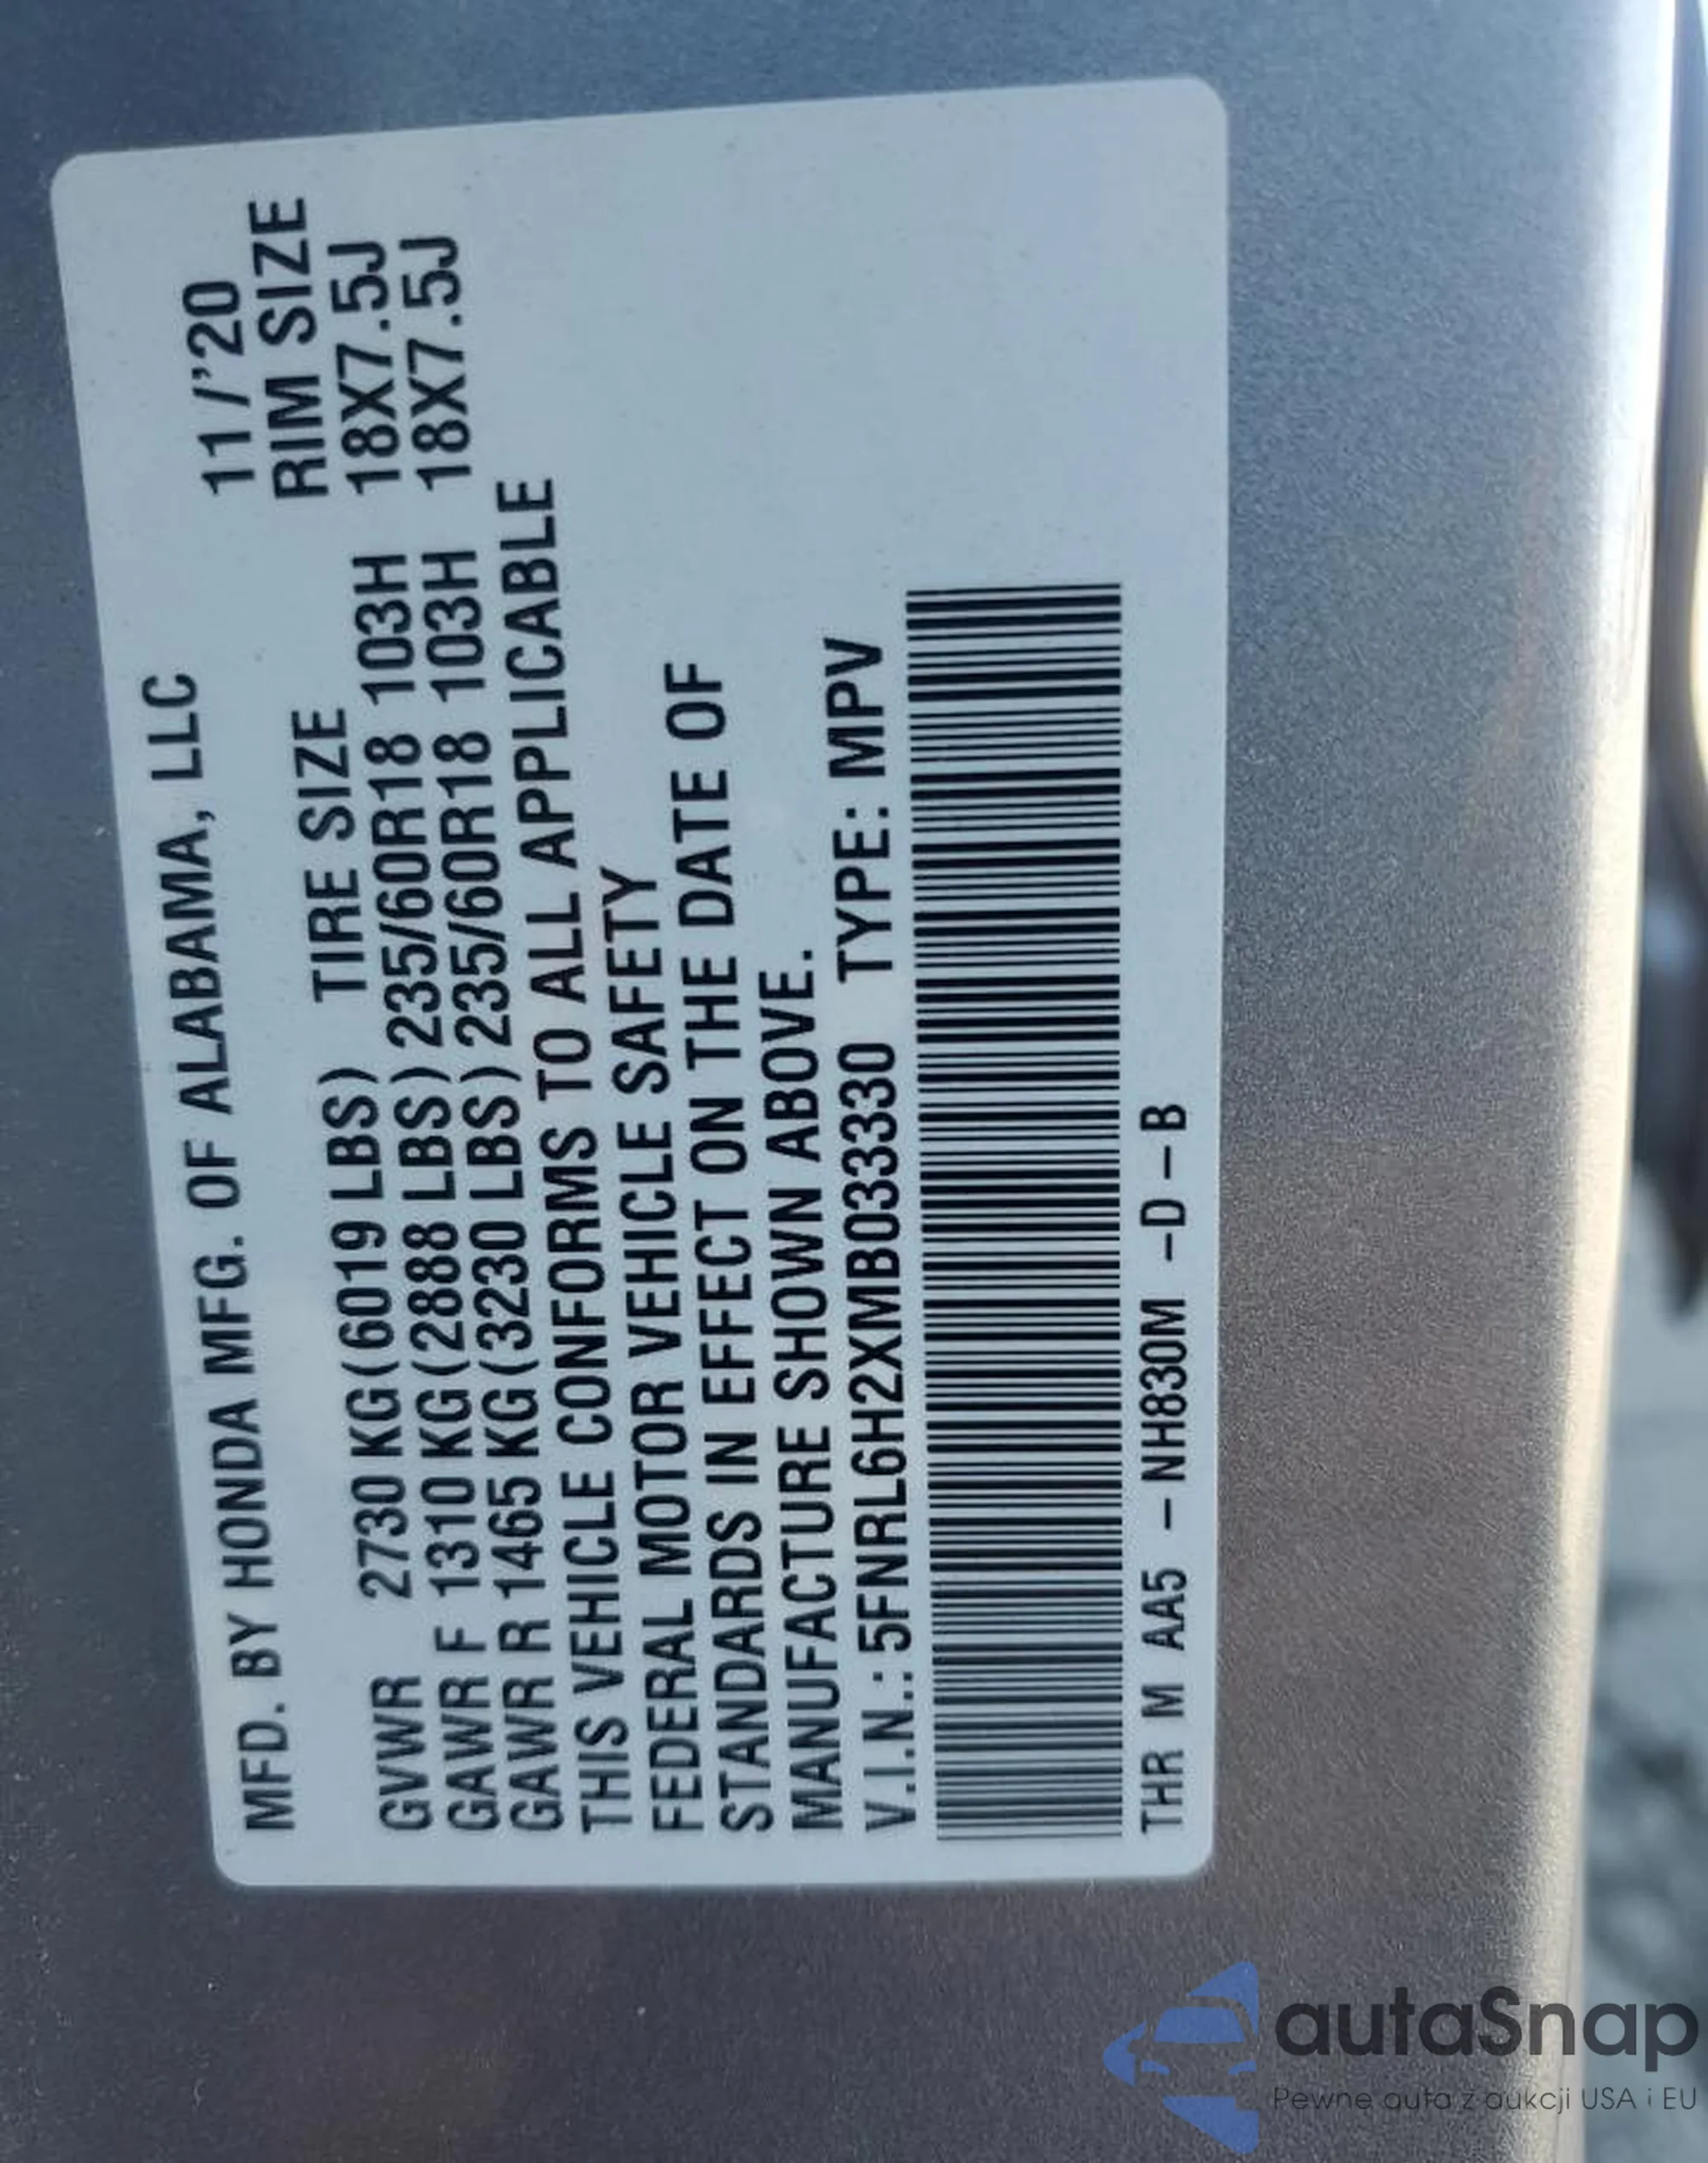 MFD. BY HONDA MFG. OF ALABAMA, LLC 11/'20
TIRE SIZE RIM SIZE
GVWR 2730 KG (6019 LBS)
GAWR F 1310 KG (2888 LBS) 235/60R18 103H 18X7.5J
GAWR R 1465 KG (3230 LBS) 235/60R18 103H 18X7.5J
THIS VEHICLE CONFORMS TO ALL APPLICABLE
FEDERAL MOTOR VEHICLE SAFETY
STANDARDS IN EFFECT ON THE DATE OF
MANUFACTURE SHOWN ABOVE.
V.I.N.: 5FNRL6H2XMB033330 TYPE: MPV
THR M AA5 - NH830M -D-B
autaSnap
Pewne auta z aukcji USA i EU